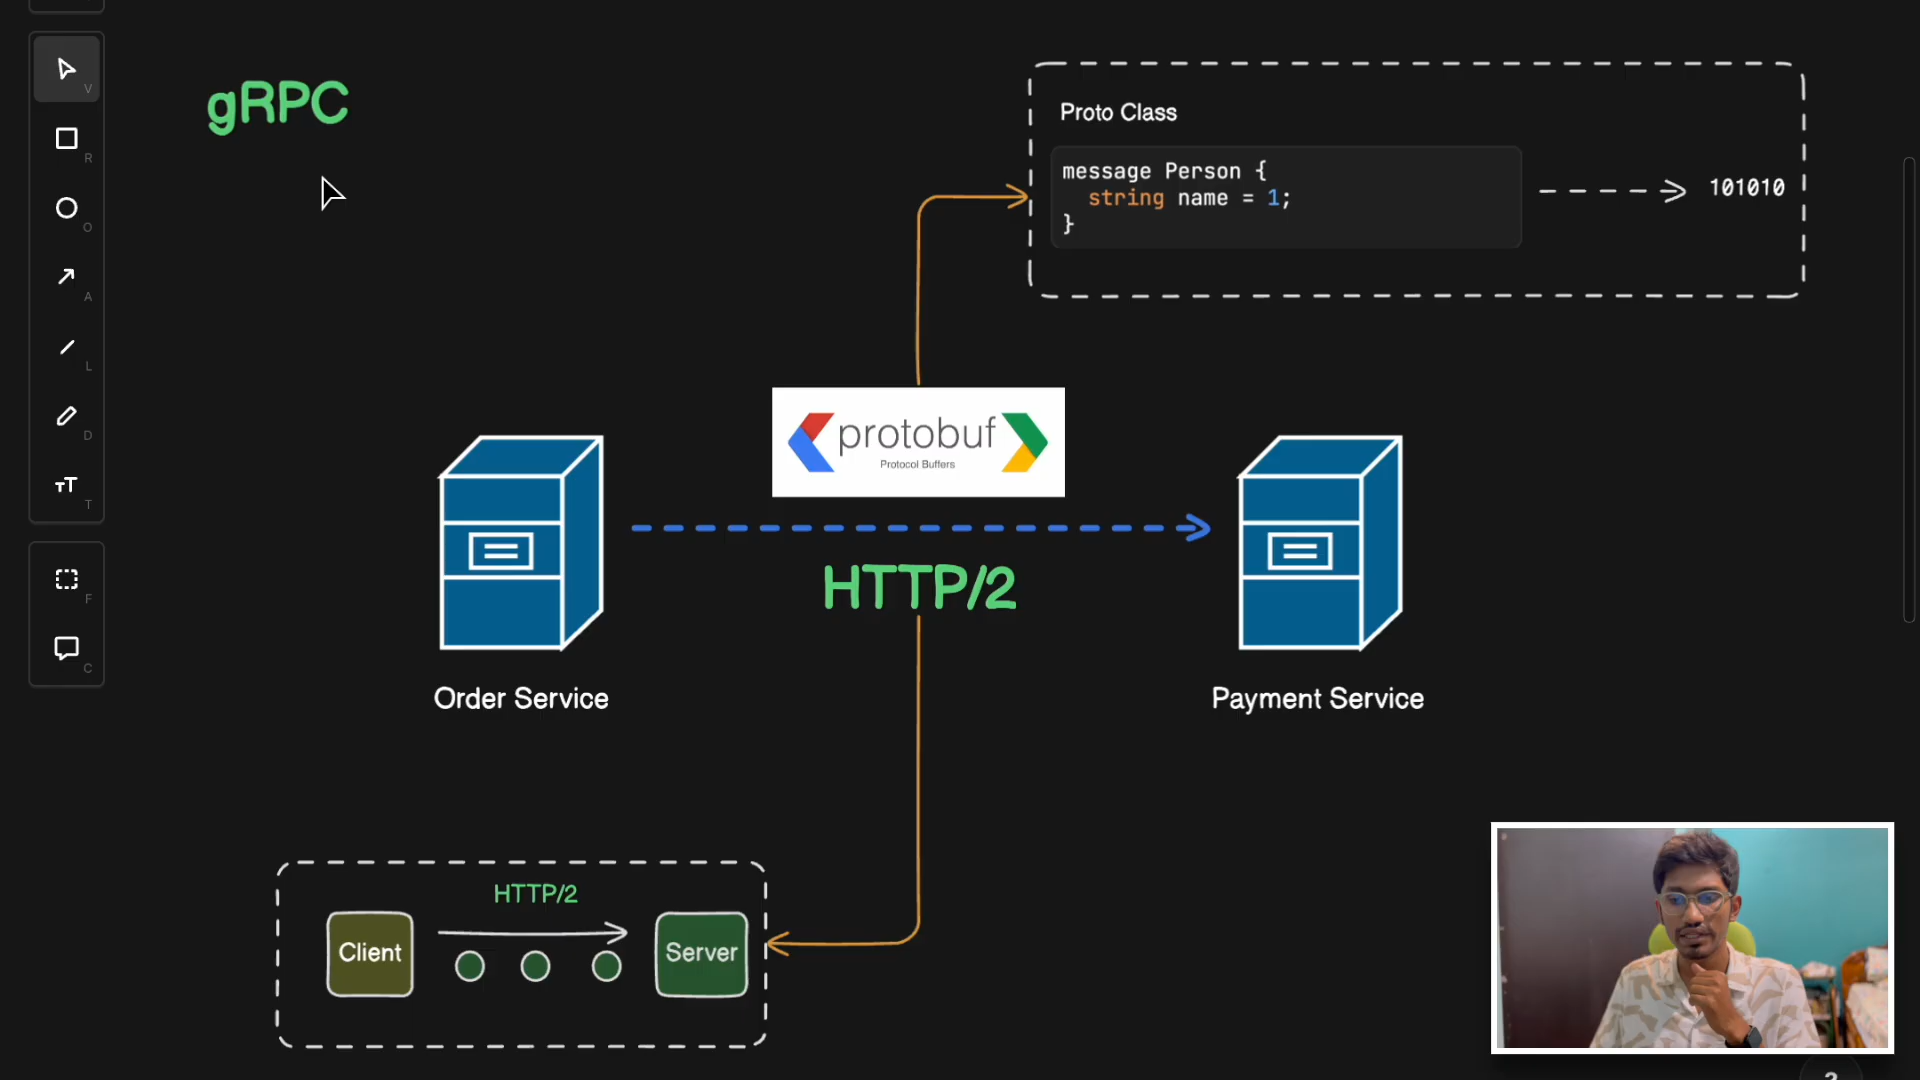 V
R
O
A
L
D
T
F
C
gRPC
Proto Class
message Person {
string name = 1;
}
101010
protobuf
Protocol Buffers
HTTP/2
Order Service
Payment Service
HTTP/2
Client
Server